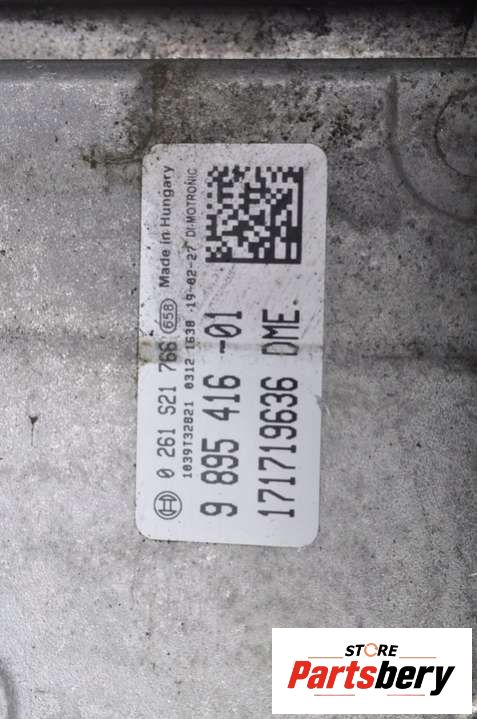 0 261 S21 766 658 Made in Hungary
1039T32821 0312 1638 19-02-27 DI-MOTRONIC
9 895 416 -01
171719636 DME
STORE
Partsbery